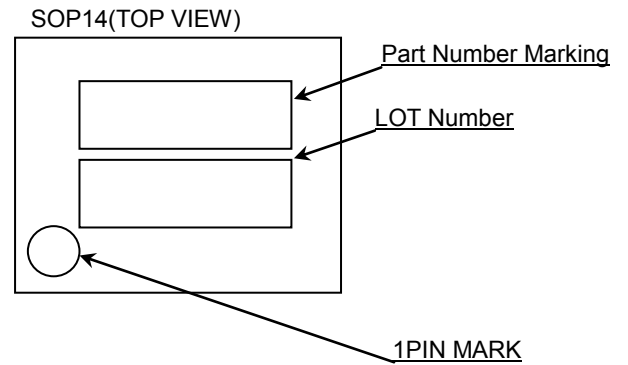 SOP14(TOP VIEW)
Part Number Marking
LOT Number
1PIN MARK